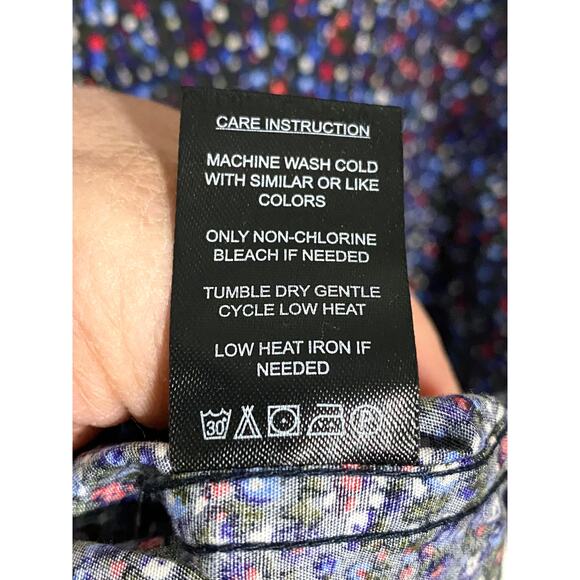 CARE INSTRUCTION
MACHINE WASH COLD
WITH SIMILAR OR LIKE
COLORS
ONLY NON-CHLORINE
BLEACH IF NEEDED
TUMBLE DRY GENTLE
CYCLE LOW HEAT
LOW HEAT IRON IF
NEEDED
30